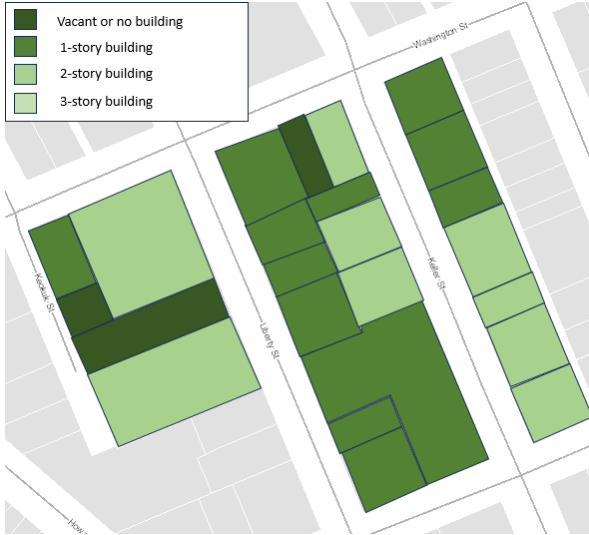 Vacant or no building
1-story building
2-story building
3-story building
Washington St
Keokuk St
Liberty St
Keller St
How